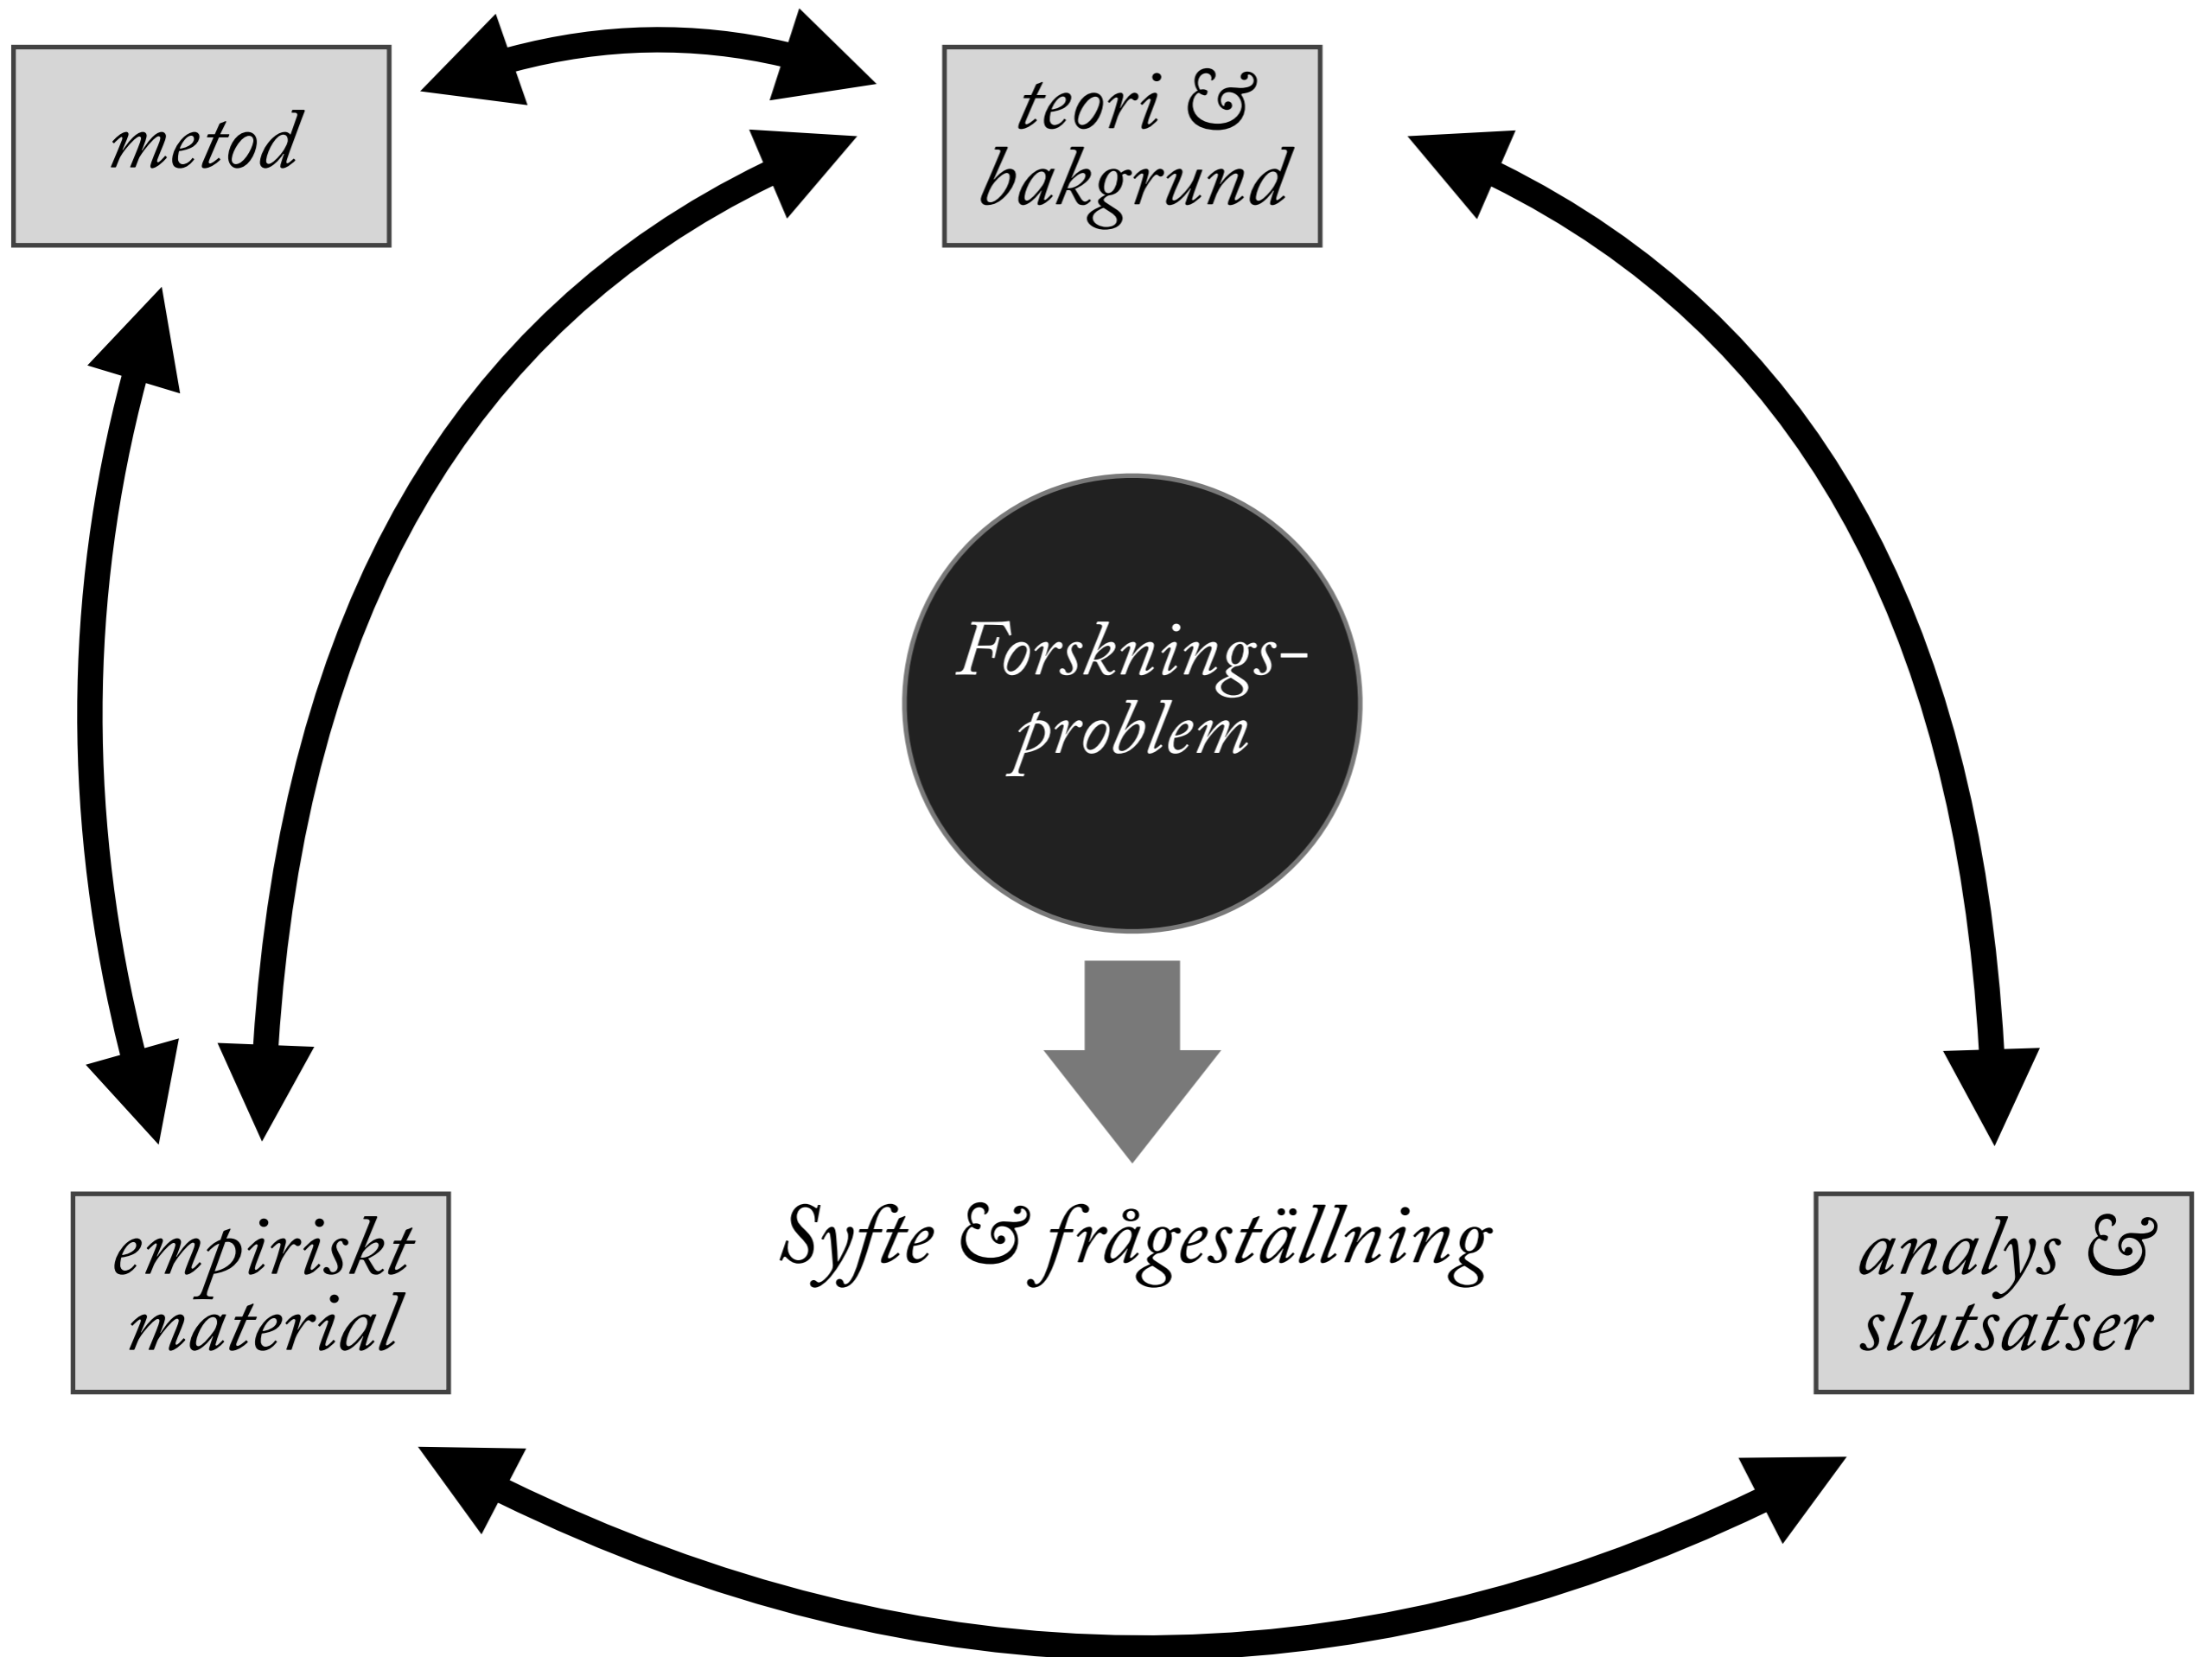 metod
teori &
bakgrund
Forsknings–
problem
Syfte & frågeställning
empiriskt
material
analys &
slutsatser